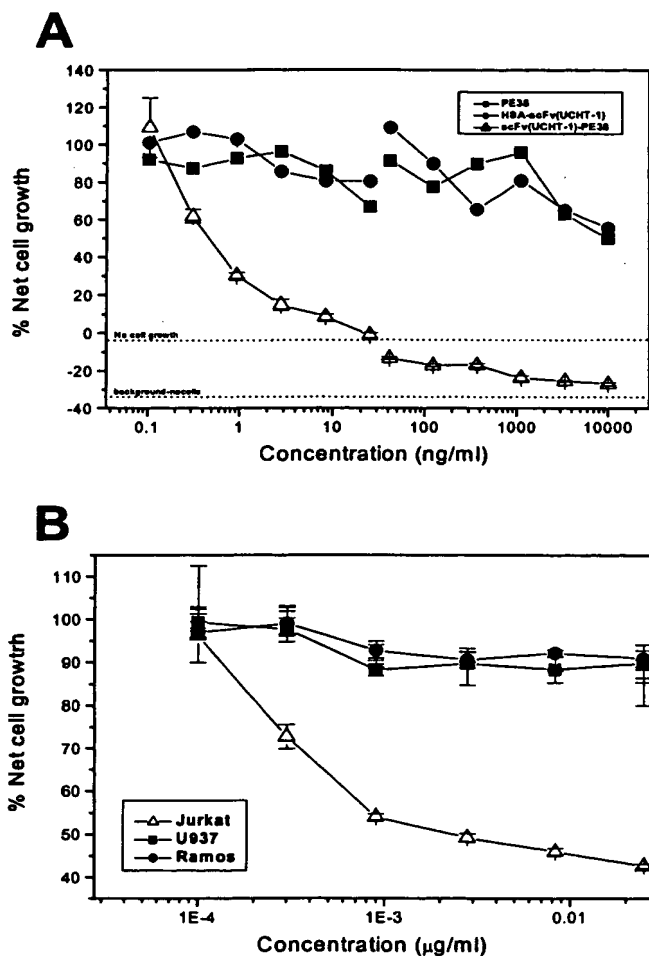 A
140
120
100
80
60
40
20
0
-20
-40
% Net cell growth
PE38
HSA-scFv(UCHT-1)
scFv(UCHT-1)-PE38
No cell growth
background-nocells
0.1
1
10
100
1000
10000
Concentration (ng/ml)
B
110
100
90
80
70
60
50
40
% Net cell growtrh
Jurkat
U937
Ramos
1E-4
1E-3
0.01
Concentration (µg/ml)